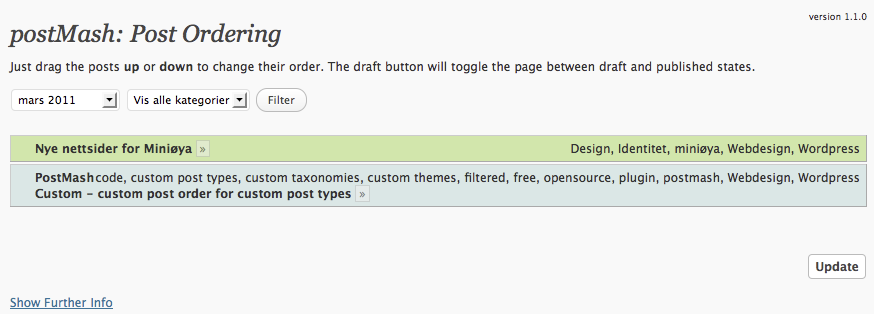 version 1.1.0
postMash: Post Ordering
Just drag the posts up or down to change their order. The draft button will toggle the page between draft and published states.
mars 2011 Vis alle kategorier Filter
Nye nettsider for Miniøya » Design, Identitet, miniøya, Webdesign, Wordpress
PostMash code, custom post types, custom taxonomies, custom themes, filtered, free, opensource, plugin, postmash, Webdesign, Wordpress
Custom – custom post order for custom post types »
Update
Show Further Info